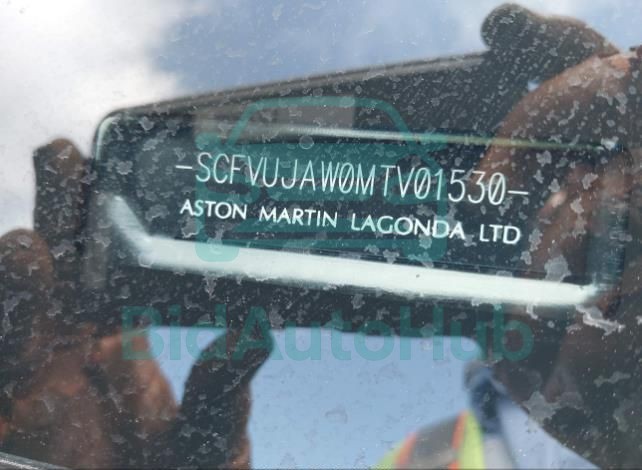 -SCFVUJAW0MTV01530-
ASTON MARTIN LAGONDA LTD
BidAutoHub